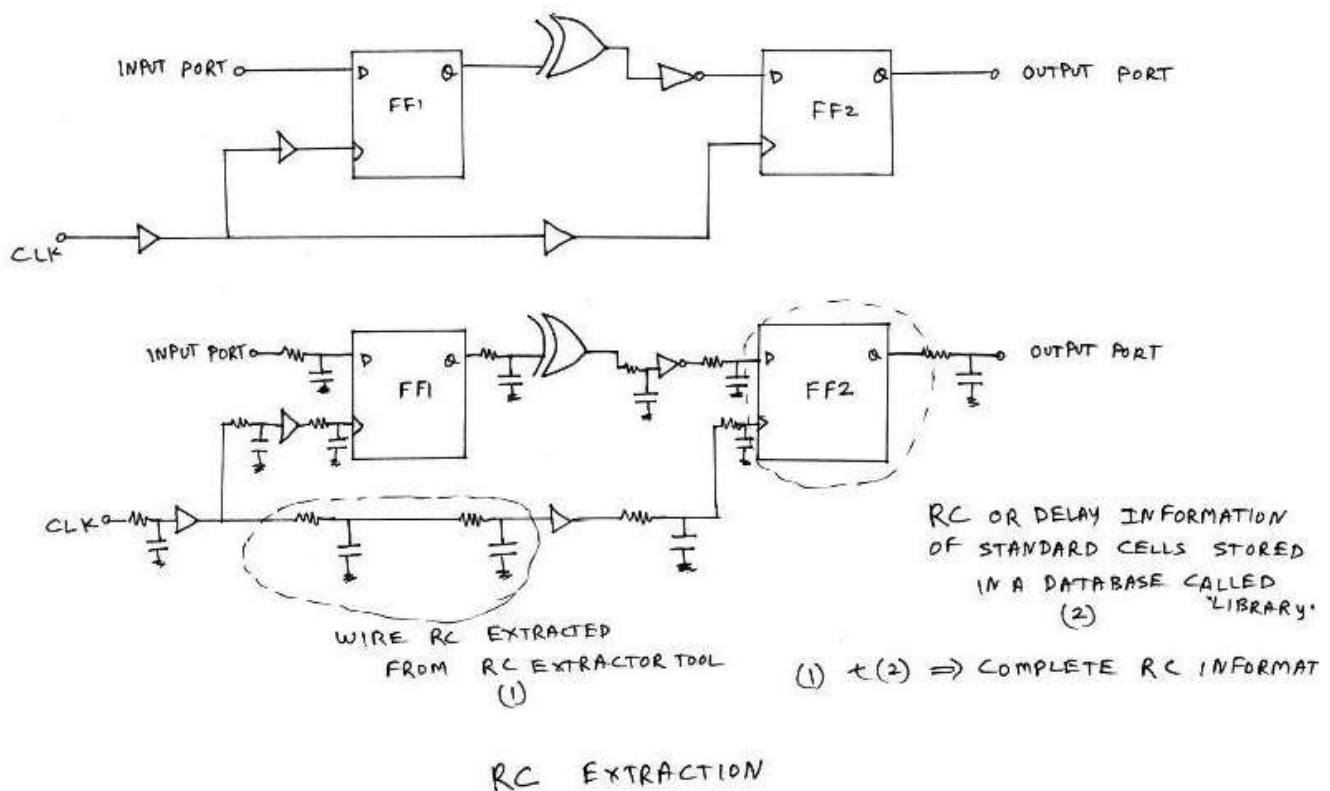 INPUT PORT
D
Q
FF1
D
Q
FF2
OUTPUT PORT
CLK
INPUT PORT
D
Q
FF1
D
Q
FF2
OUTPUT PORT
CLK
RC OR DELAY INFORMATION
OF STANDARD CELLS STORED
IN A DATABASE CALLED
(2) "LIBRARY."
WIRE RC EXTRACTED
FROM RC EXTRACTOR TOOL
(1)
(1) + (2) ⇒ COMPLETE RC INFORMAT
RC EXTRACTION